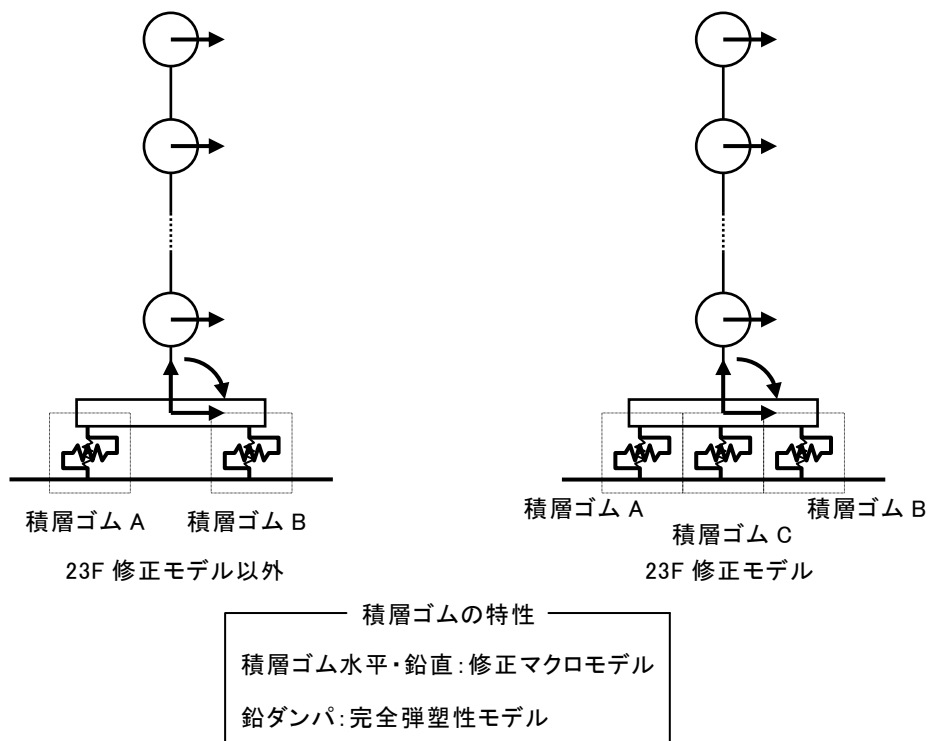 積層ゴム A
積層ゴム B
23F 修正モデル以外
積層ゴム A
積層ゴム B
積層ゴム C
23F 修正モデル
積層ゴムの特性
積層ゴム水平・鉛直：修正マクロモデル
鉛ダンパ：完全弾塑性モデル